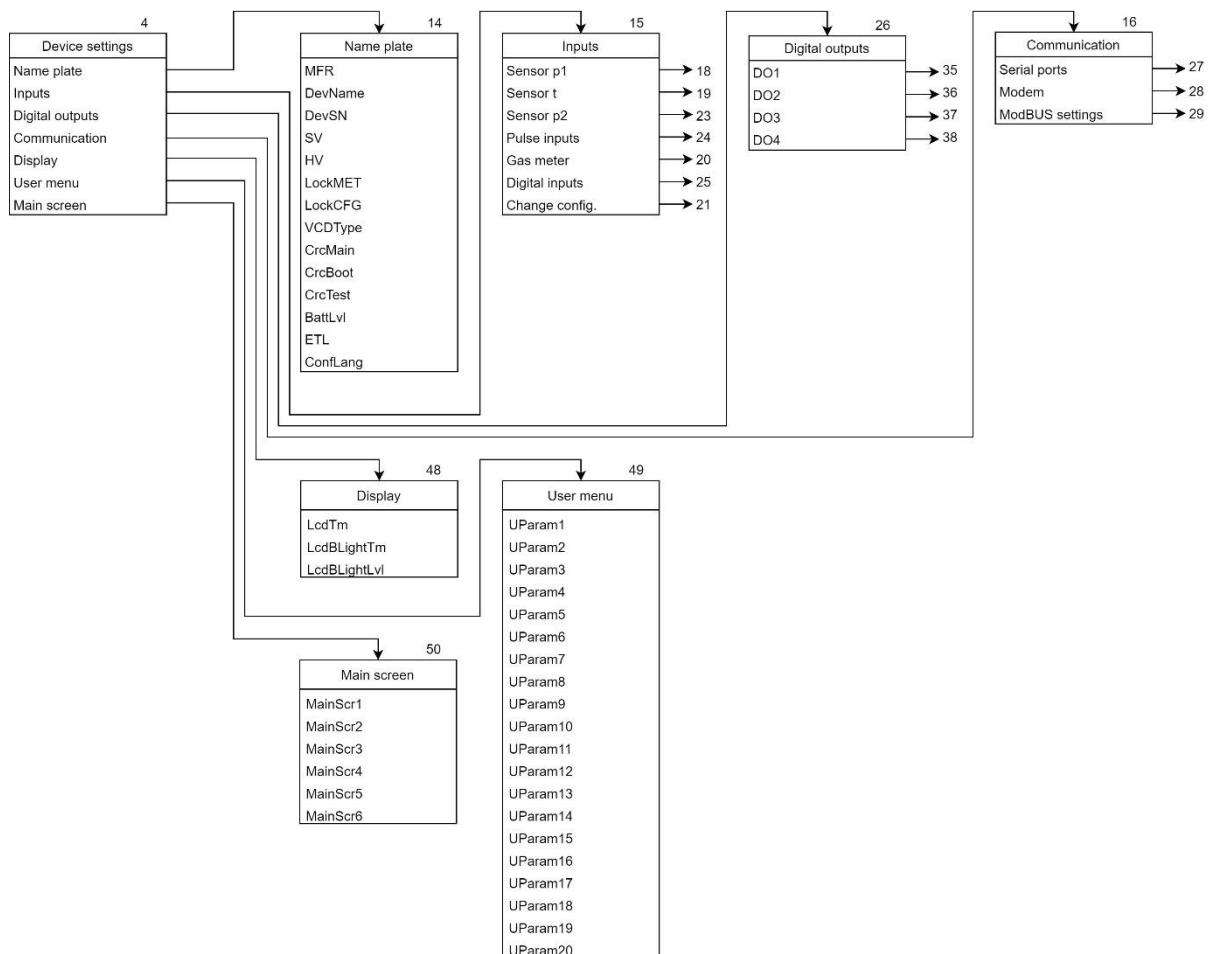 4
Device settings
Name plate
Inputs
Digital outputs
Communication
Display
User menu
Main screen
14
Name plate
MFR
DevName
DevSN
SV
HV
LockMET
LockCFG
VCDType
CrcMain
CrcBoot
CrcTest
BattLvl
ETL
ConfLang
15
Inputs
Sensor p1 18
Sensor t 19
Sensor p2 23
Pulse inputs 24
Gas meter 20
Digital inputs 25
Change config. 21
26
Digital outputs
DO1 35
DO2 36
DO3 37
DO4 38
16
Communication
Serial ports 27
Modem 28
ModBUS settings 29
48
Display
LcdTm
LcdBLightTm
LcdBLightLvl
49
User menu
UParam1
UParam2
UParam3
UParam4
UParam5
UParam6
UParam7
UParam8
UParam9
UParam10
UParam11
UParam12
UParam13
UParam14
UParam15
UParam16
UParam17
UParam18
UParam19
UParam20
50
Main screen
MainScr1
MainScr2
MainScr3
MainScr4
MainScr5
MainScr6